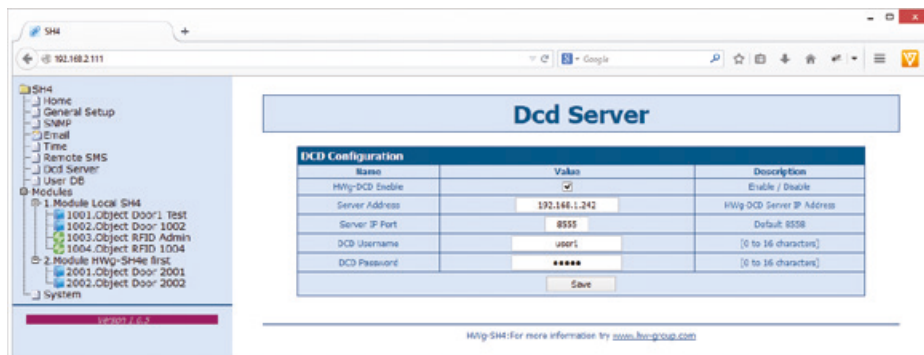 SH4
192.168.2.111
Google
SH4
Home
General Setup
SNMP
Email
Time
Remote SMS
Dcd Server
User DB
Modules
1.Module Local SH4
1001.Object Door1 Test
1002.Object Door 1002
1003.Object RFID Admin
1004.Object RFID 1004
2.Module HWg-SH4e first
2001.Object Door 2001
2002.Object Door 2002
System
Version 1.0.5
Dcd Server
DCD Configuration
Name Value Description
HWg-DCD Enable Enable / Disable
Server Address 192.168.1.242 HWg-DCD Server IP Address
Server IP Port 8555 Default 8558
DCD Username user1 [0 to 16 characters]
DCD Password ●●●●● [0 to 16 characters]
Save
HWg-SH4:For more information try www.hw-group.com